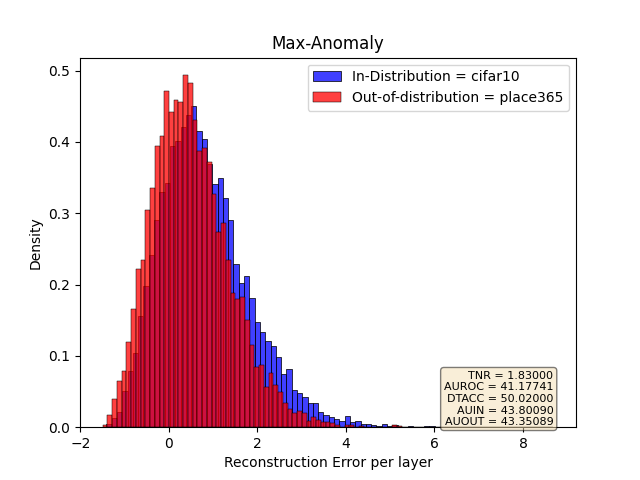 Max-Anomaly
In-Distribution = cifar10
Out-of-distribution = place365
Density
0.5
0.4
0.3
0.2
0.1
0.0
TNR = 1.83000
AUROC = 41.17741
DTACC = 50.02000
AUIN = 43.80090
AUOUT = 43.35089
−2 0 2 4 6 8
Reconstruction Error per layer